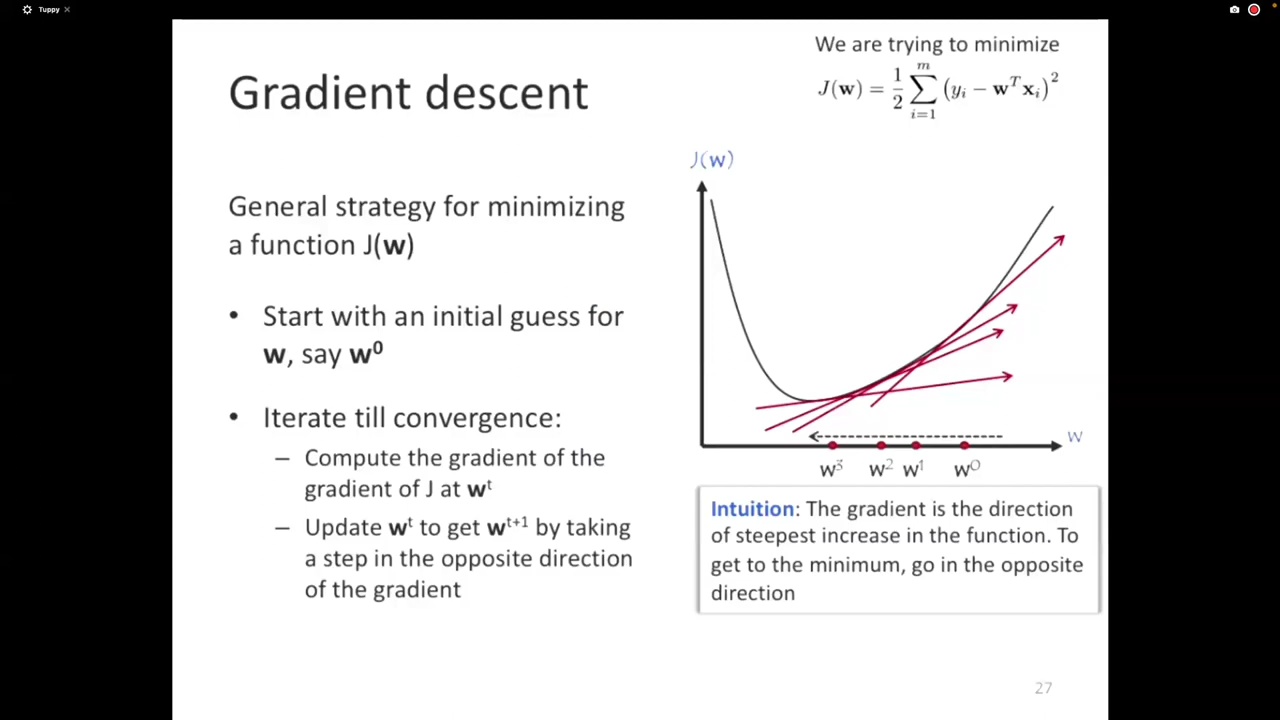 Tuppy
We are trying to minimize
J(w) = 1/2 ∑_{i=1}^{m} (y_i − w^T x_i)^2
Gradient descent
General strategy for minimizing
a function J(w)
• Start with an initial guess for
w, say w⁰
• Iterate till convergence:
– Compute the gradient of the
gradient of J at wᵗ
– Update wᵗ to get wᵗ⁺¹ by taking
a step in the opposite direction
of the gradient
J(w)
w
w³ w² w¹ w⁰
Intuition: The gradient is the direction
of steepest increase in the function. To
get to the minimum, go in the opposite
direction
27